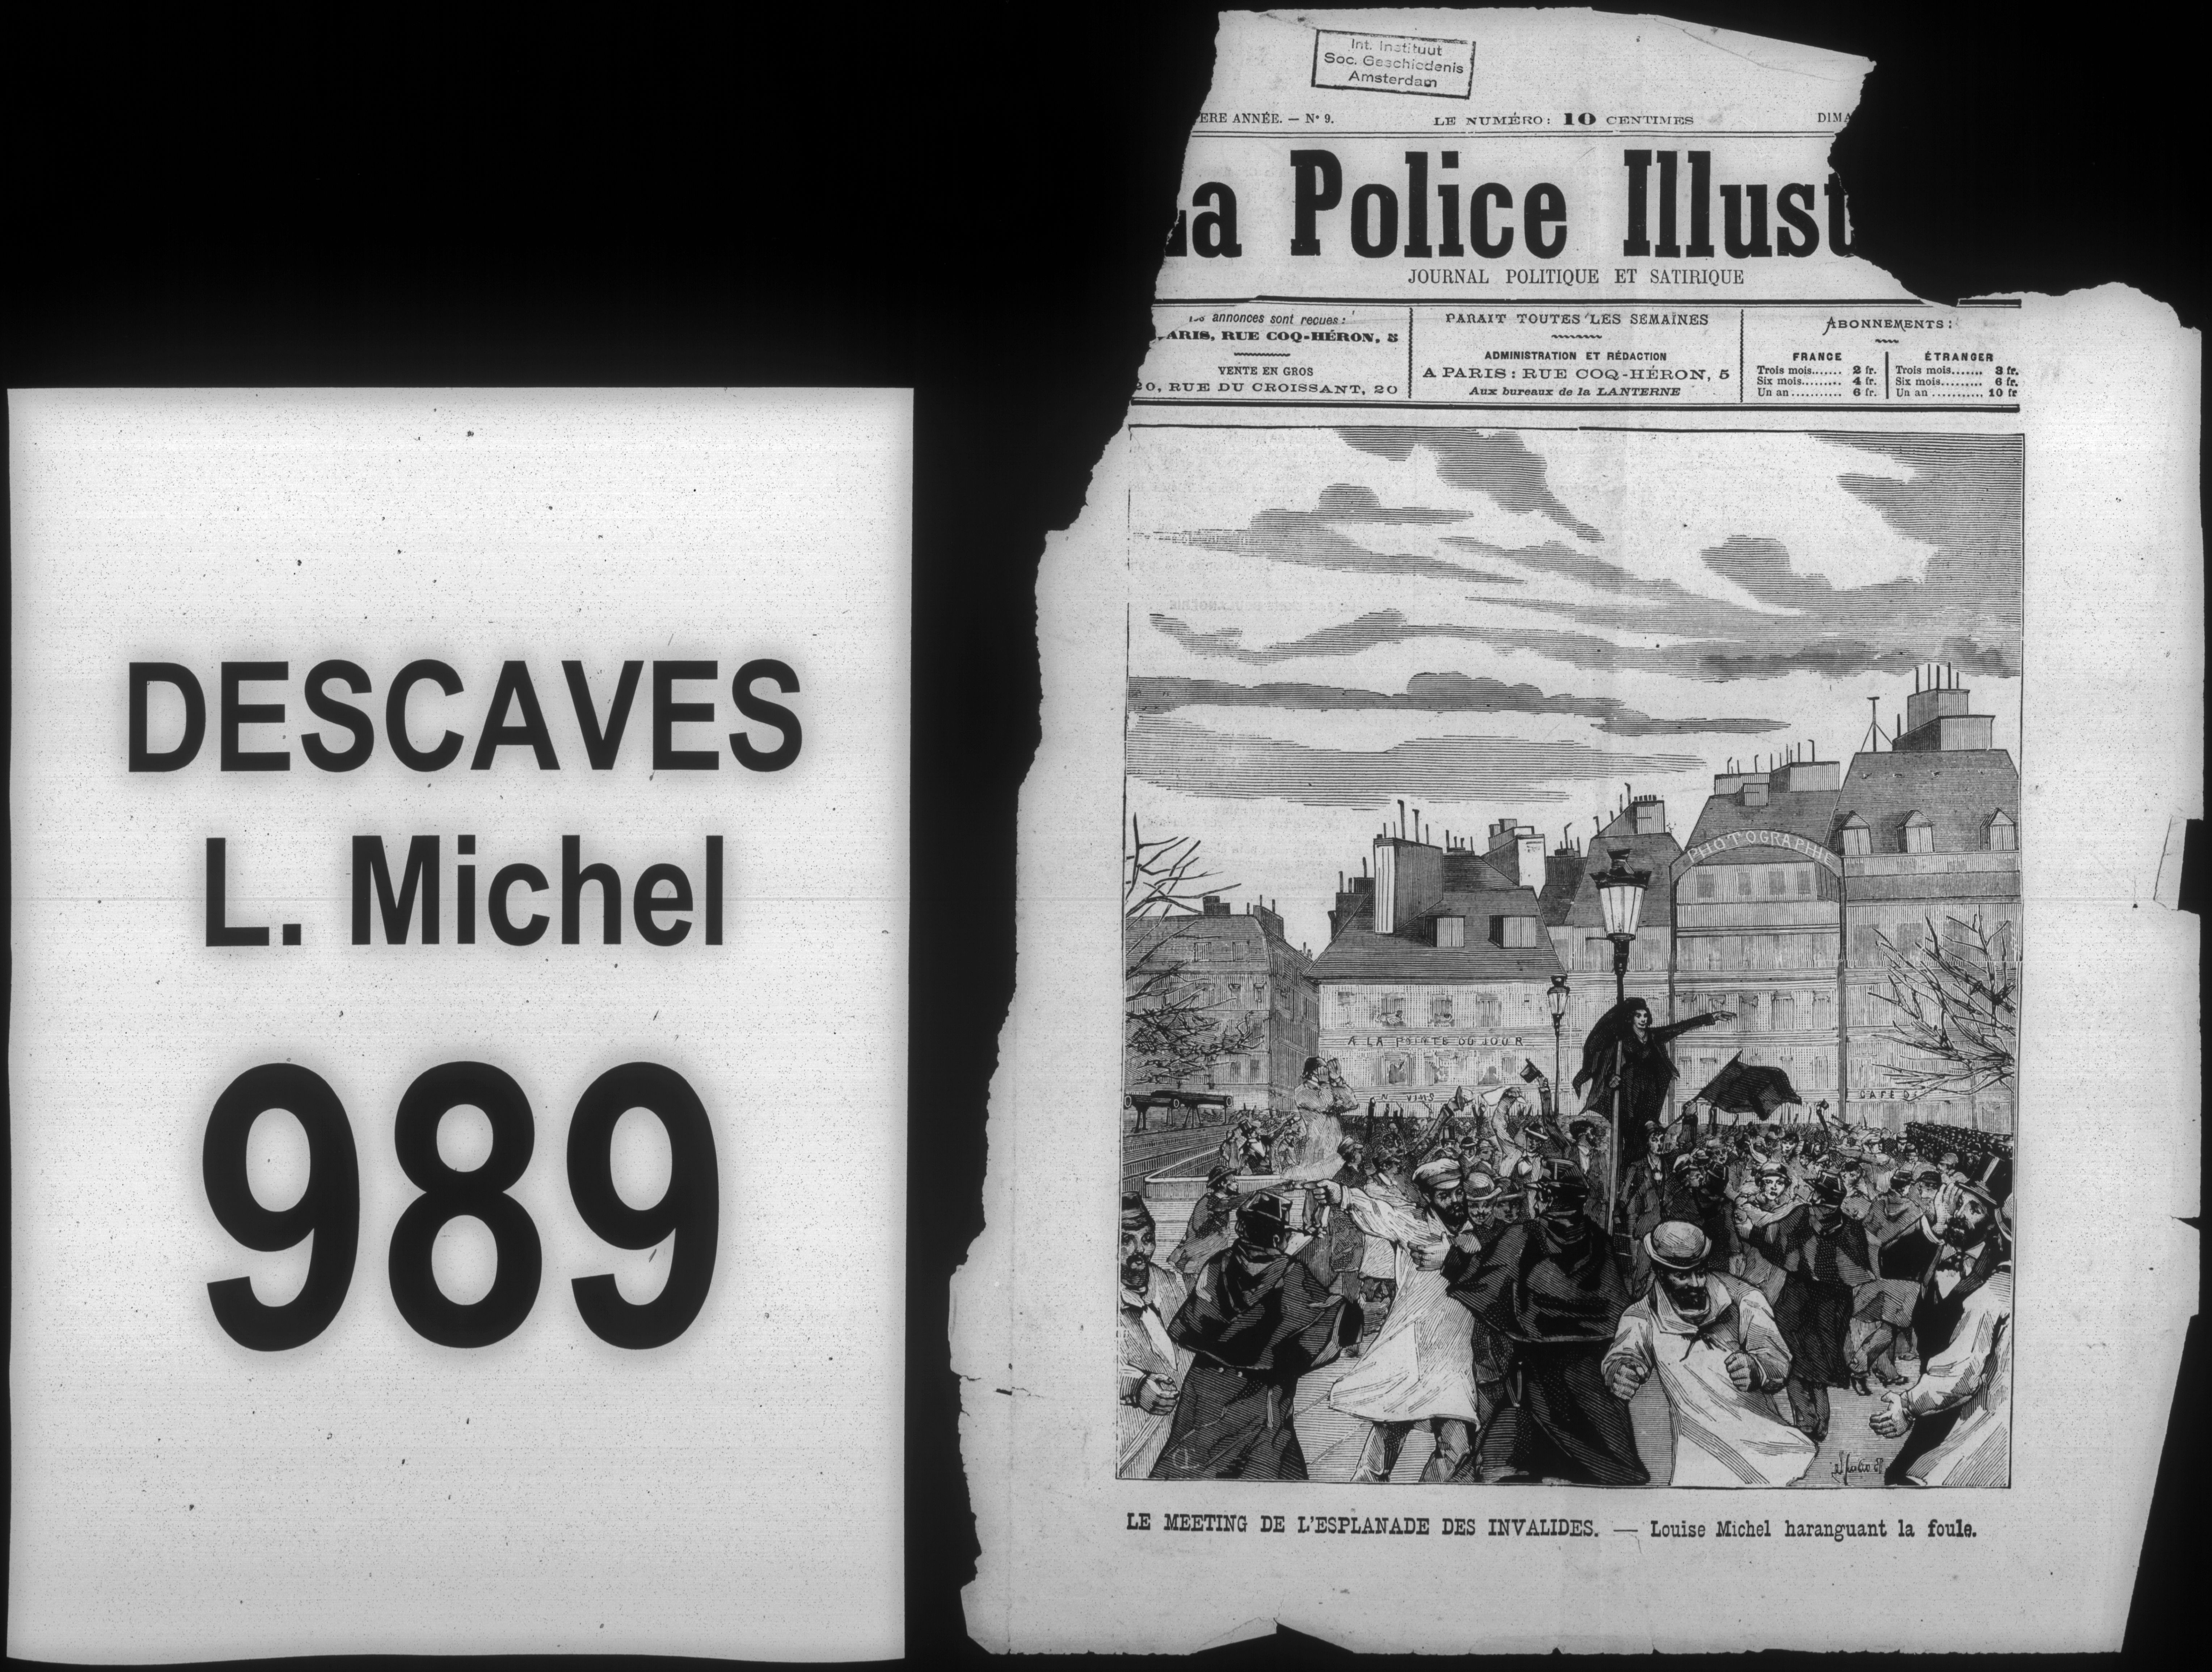 DESCAVES
L. Michel
989
Int. Instituut
Soc. Geschiedenis
Amsterdam
ERE ANNÉE. — N° 9.
LE NUMÉRO: 10 CENTIMES
DIMA
La Police Illust
JOURNAL POLITIQUE ET SATIRIQUE
annonces sont reçues:
ARIS, RUE COQ-HÉRON, 5
VENTE EN GROS
20, RUE DU CROISSANT, 20
PARAIT TOUTES LES SEMAINES
ADMINISTRATION ET RÉDACTION
A PARIS: RUE COQ-HÉRON, 5
Aux bureaux de la LANTERNE
ABONNEMENTS:
FRANCE
Trois mois...... 2 fr.
Six mois......... 4 fr.
Un an ........... 6 fr.
ÉTRANGER
Trois mois....... 3 fr.
Six mois......... 6 fr.
Un an ........... 10 fr
PHOTOGRAPHIE
A LA POINTE DU JOUR
VINS
CAFÉ D
LE MEETING DE L'ESPLANADE DES INVALIDES. — Louise Michel haranguant la foule.